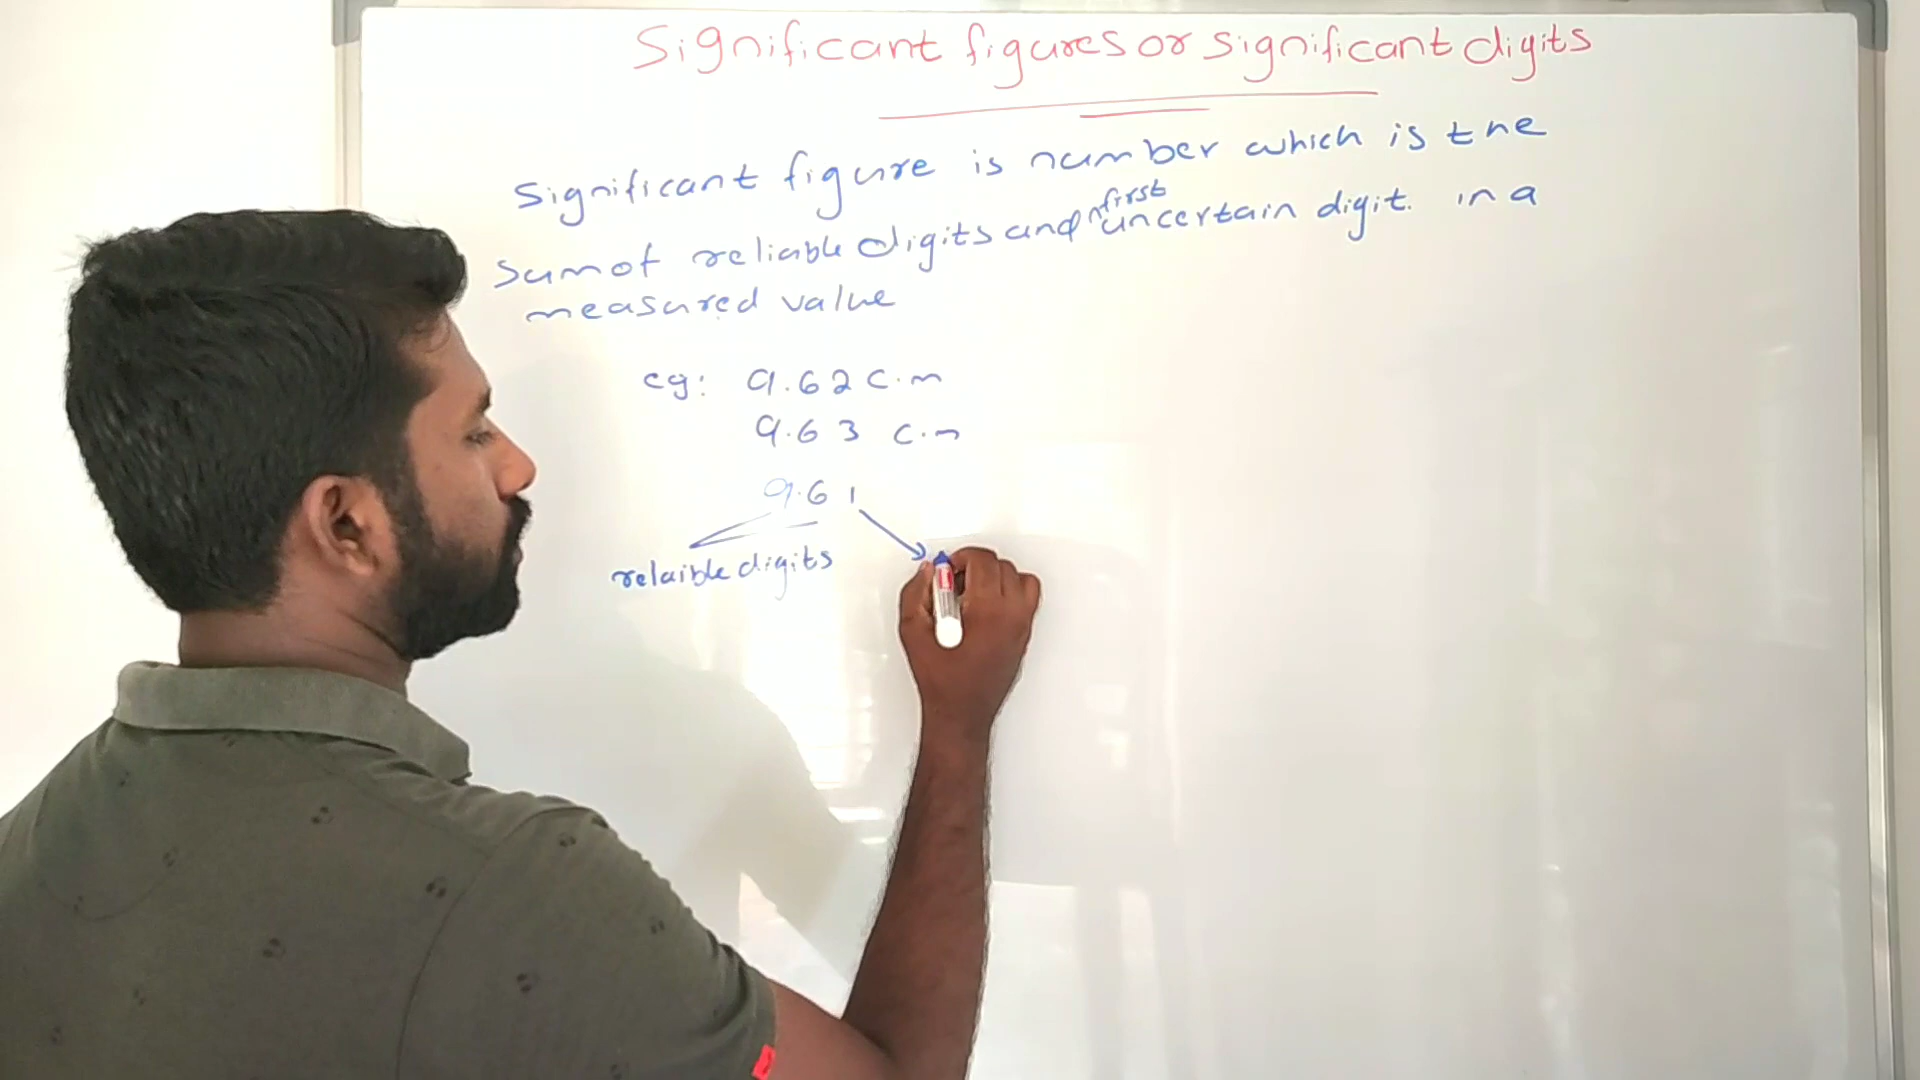 Significant figures or significant digits
Significant figure is number which is the
first
sum of reliable digits and uncertain digit. in a
measured value
eg: 9.62 c.m
9.63 c.m
9.61
relaible digits